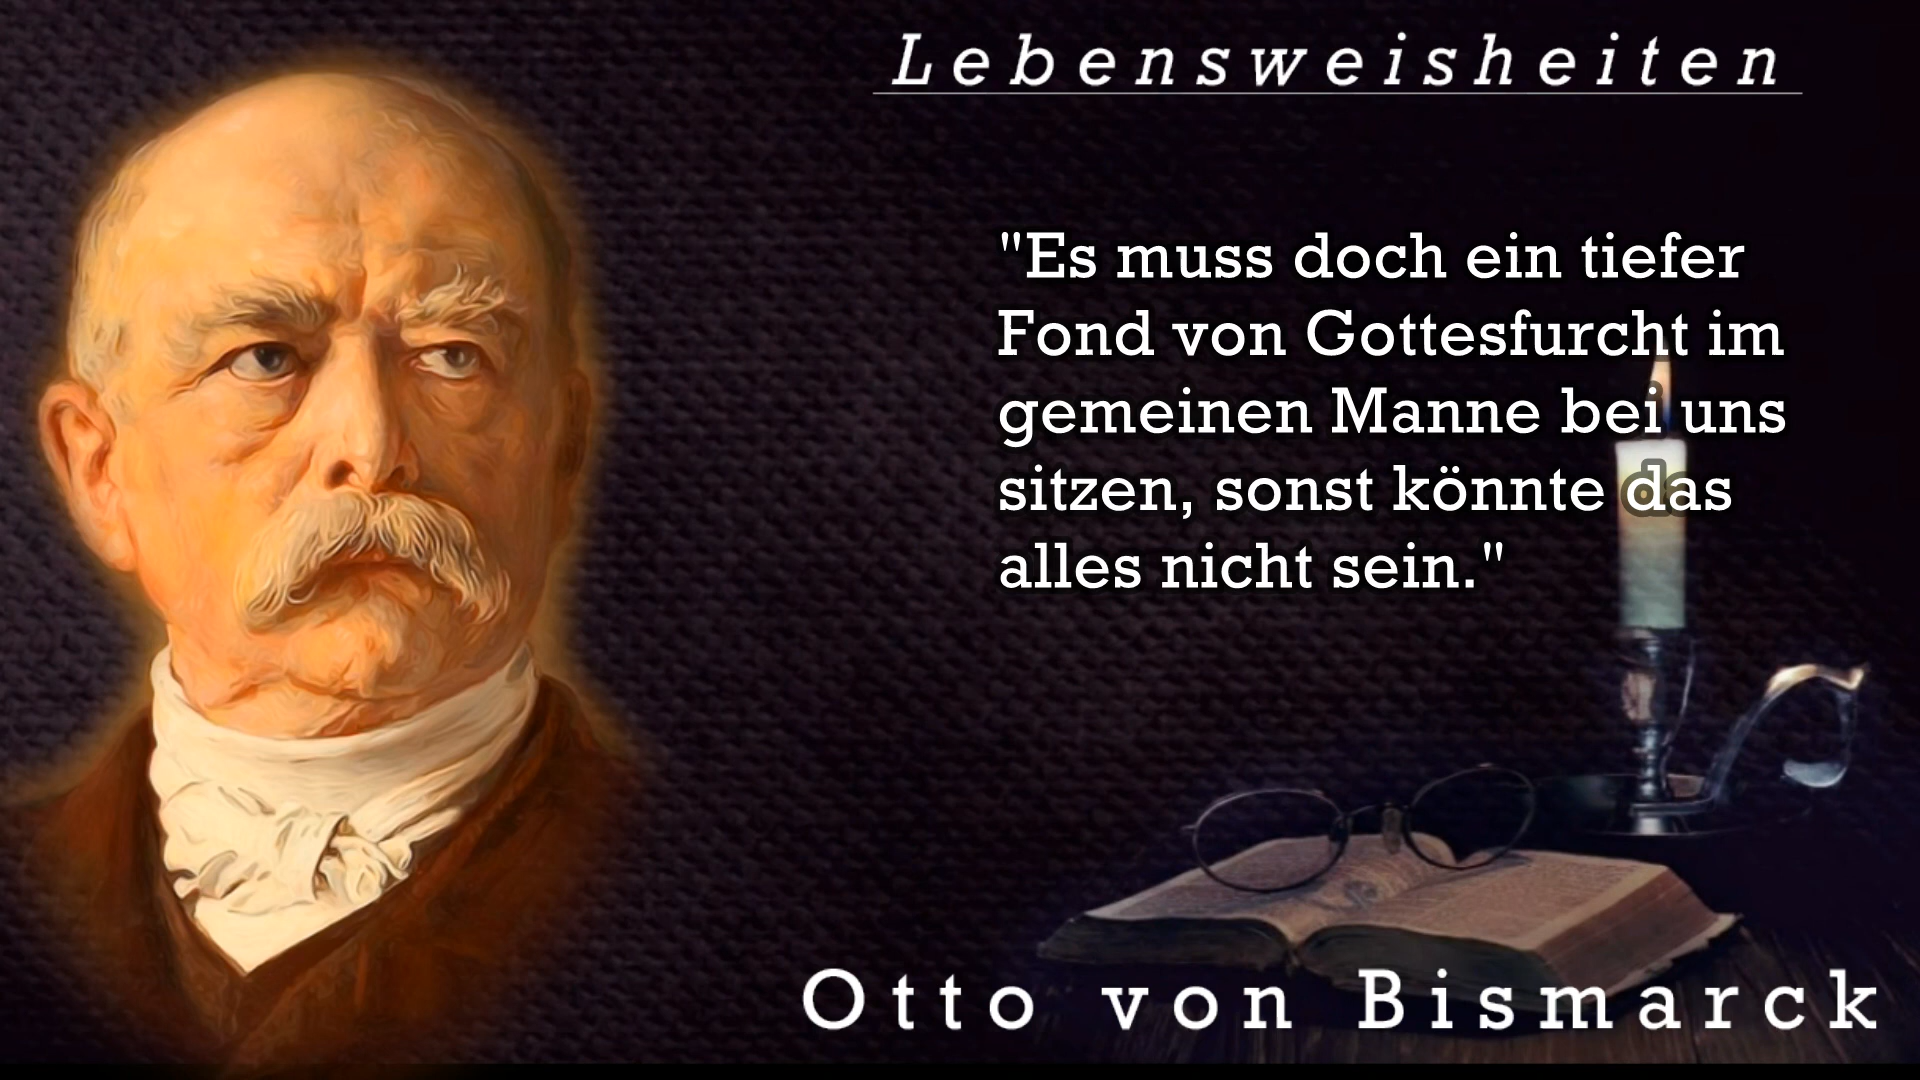 Lebensweisheiten
"Es muss doch ein tiefer
Fond von Gottesfurcht im
gemeinen Manne bei uns
sitzen, sonst könnte das
alles nicht sein."
Otto von Bismarck